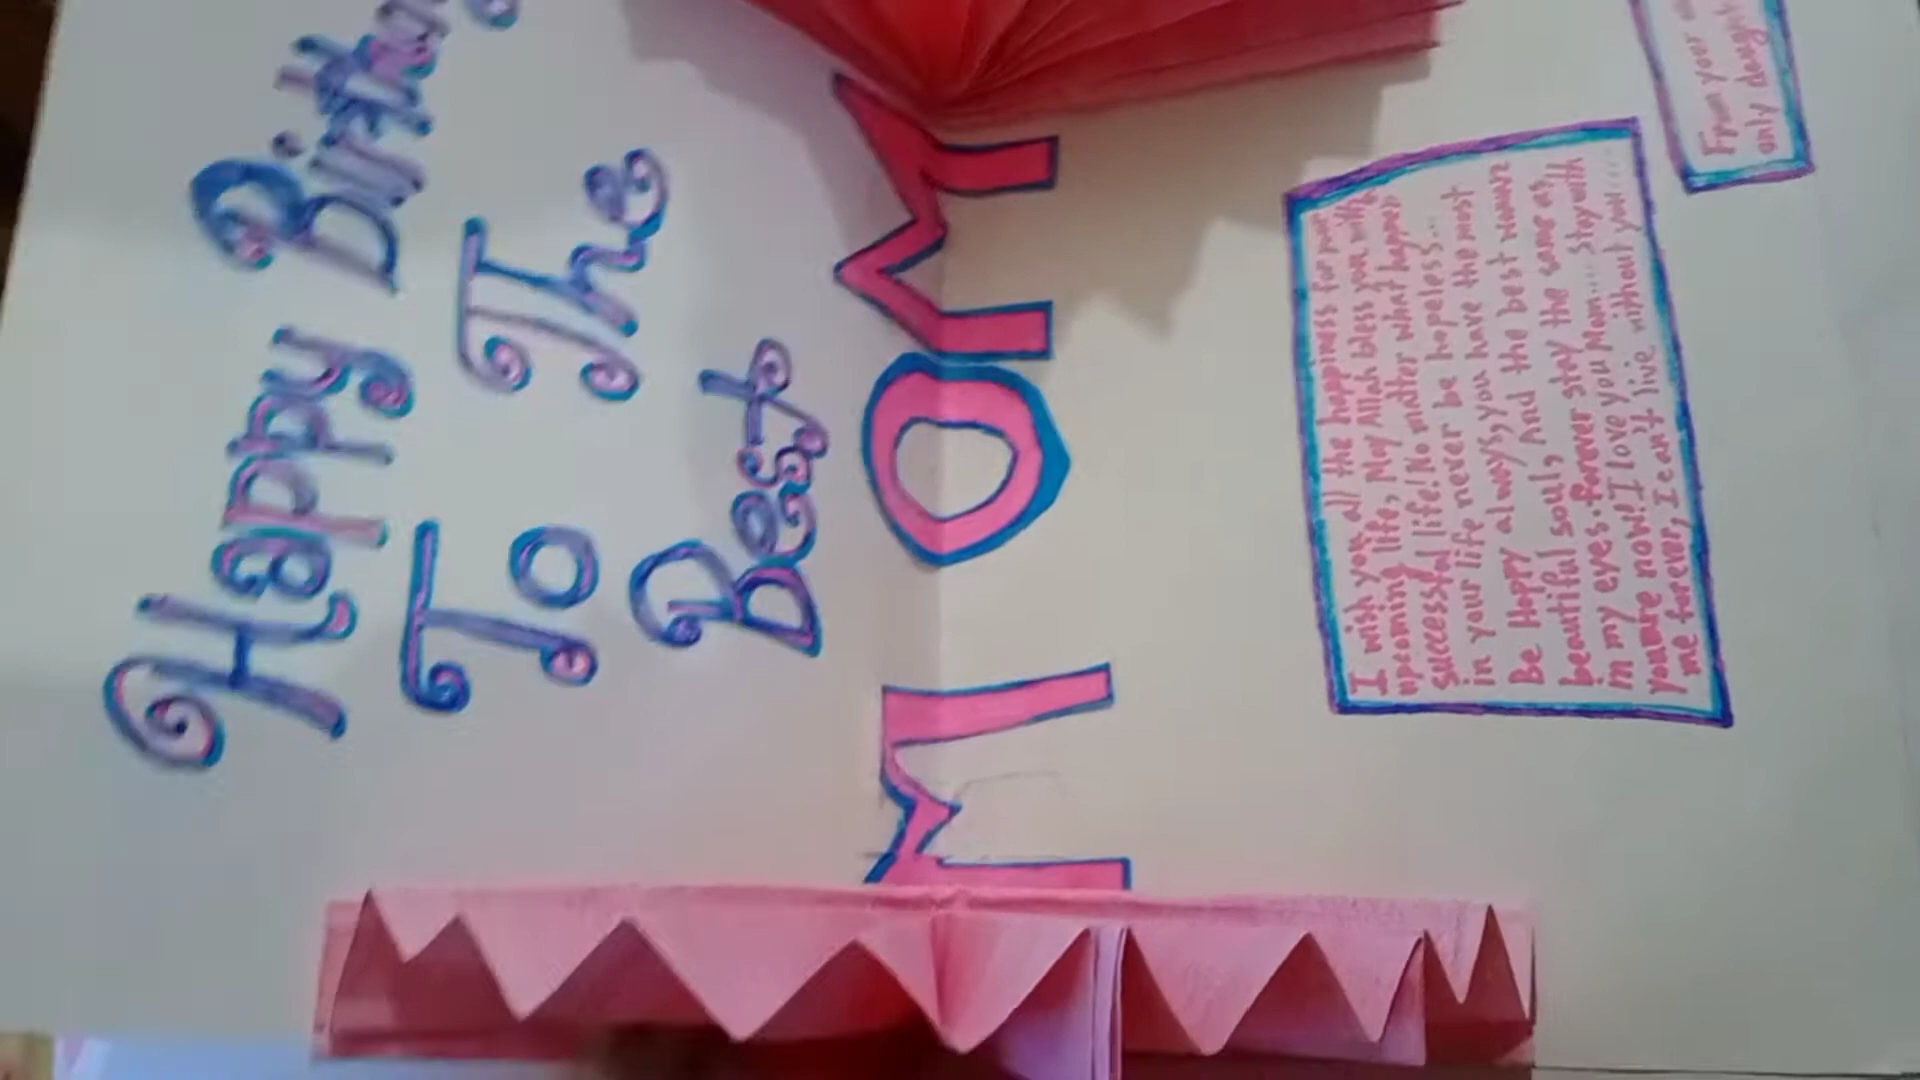 Happy Birthday
To The
Best
MOM
I wish you all the happiness for your
upcoming life, May Allah bless you with
successful life! No matter what happen
in your life never be hopeless...
Be Happy always, you have the most
beautiful soul, And the best woman
in my eyes. Forever stay the same as
you are now! I love you Mom.... Stay with
me forever, I can't live without you....
From your
only daught